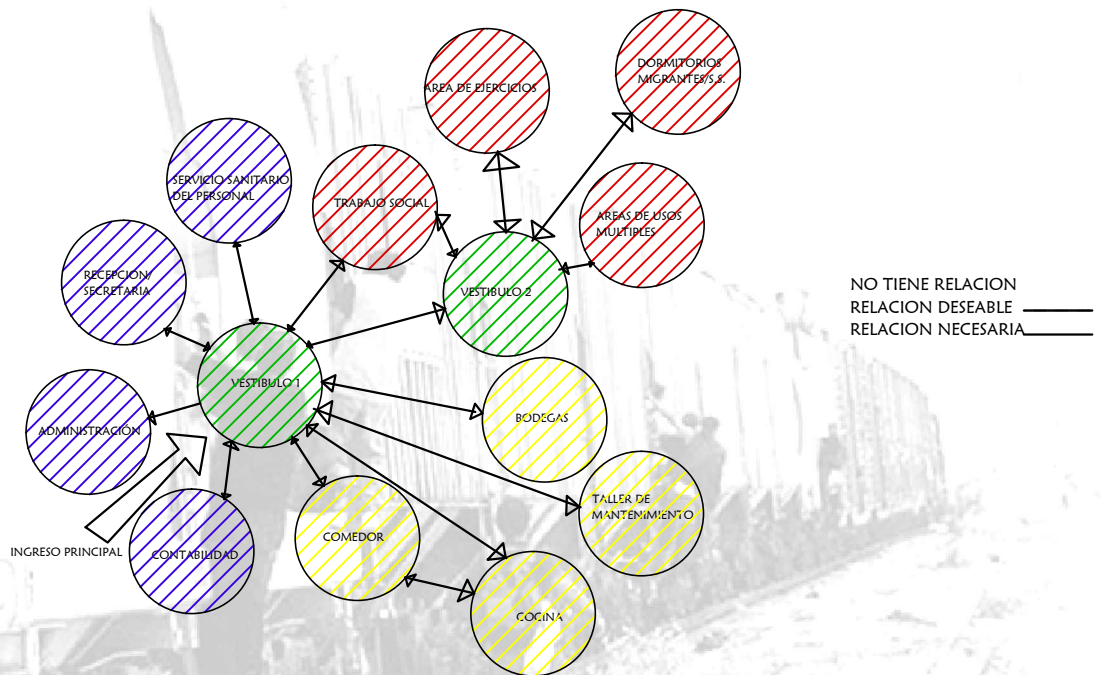 AREA DE EJERCICIOS
DORMITORIOS
MIGRANTES/S.S.
SERVICIO SANITARIO
DEL PERSONAL
TRABAJO SOCIAL
AREAS DE USOS
MULTIPLES
RECEPCION/
SECRETARIA
VESTIBULO 2
NO TIENE RELACION
RELACION DESEABLE
RELACION NECESARIA
VESTIBULO 1
ADMINISTRACIÓN
BODEGAS
TALLER DE
MANTENIMIENTO
INGRESO PRINCIPAL
CONTABILIDAD
COMEDOR
COCINA